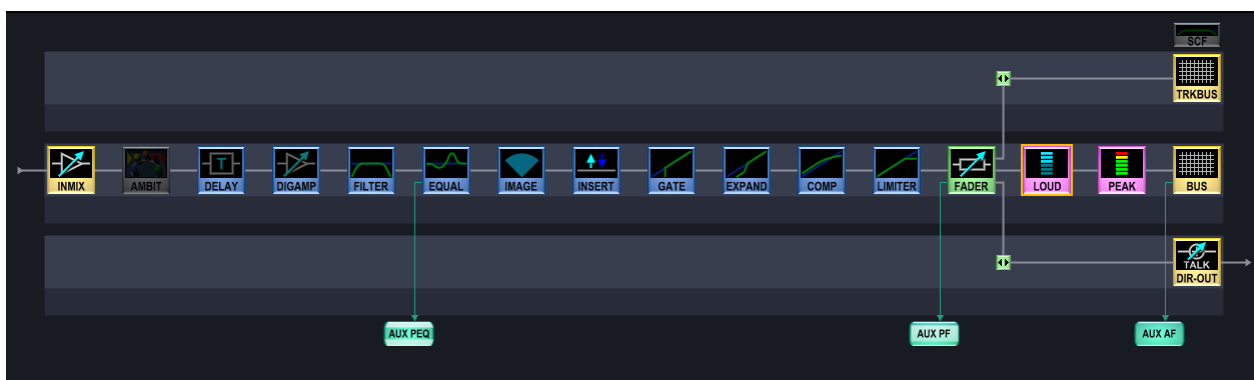 SCF
TRKBUS
INMIX
AMBIT
T
DELAY
DIGAMP
FILTER
EQUAL
IMAGE
INSERT
GATE
EXPAND
COMP
LIMITER
FADER
LOUD
PEAK
BUS
TALK
DIR-OUT
AUX PEQ
AUX PF
AUX AF